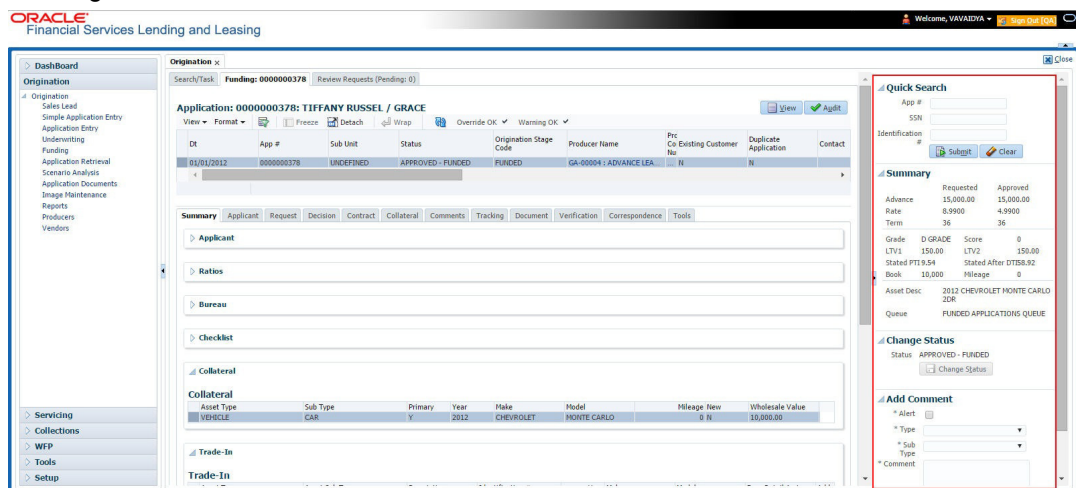 ORACLE
Financial Services Lending and Leasing
Welcome, VAVAIDYA
Sign Out [QA]
Close
DashBoard
Origination
Origination
Sales Lead
Simple Application Entry
Application Entry
Underwriting
Funding
Application Retrieval
Scenario Analysis
Application Documents
Image Maintenance
Reports
Producers
Vendors
Servicing
Collections
WFP
Tools
Setup
Origination x
Search/Task Funding: 0000000378 Review Requests (Pending: 0)
Application: 0000000378: TIFFANY RUSSEL / GRACE
View Audit
View Format Freeze Detach Wrap Override OK Warning OK
Dt App # Sub Unit Status Origination Stage Code Producer Name Prc Co Nu Existing Customer Duplicate Application Contact
01/01/2012 0000000378 UNDEFINED APPROVED - FUNDED FUNDED GA-00004 : ADVANCE LEA... ... N N
Summary Applicant Request Decision Contract Collateral Comments Tracking Document Verification Correspondence Tools
Applicant
Ratios
Bureau
Checklist
Collateral
Collateral
Asset Type Sub Type Primary Year Make Model Mileage New Wholesale Value
VEHICLE CAR Y 2012 CHEVROLET MONTE CARLO 0 N 10,000.00
Trade-In
Trade-In
Quick Search
App #
SSN
Identification #
Submit Clear
Summary
Requested Approved
Advance 15,000.00 15,000.00
Rate 8.9900 4.9900
Term 36 36
Grade D GRADE Score 0
LTV1 150.00 LTV2 150.00
Stated PTI 9.54 Stated After DTI 58.92
Book 10,000 Mileage 0
Asset Desc 2012 CHEVROLET MONTE CARLO 2DR
Queue FUNDED APPLICATIONS QUEUE
Change Status
Status APPROVED - FUNDED
Change Status
Add Comment
* Alert
* Type
* Sub Type
* Comment